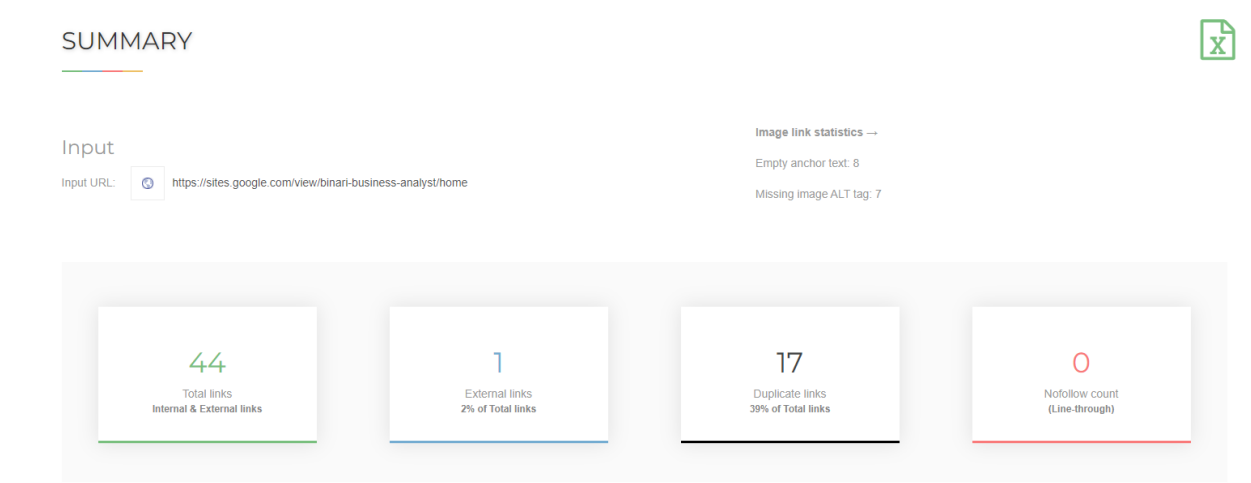 SUMMARY
X
Input
Input URL: https://sites.google.com/view/binari-business-analyst/home
Image link statistics →
Empty anchor text: 8
Missing image ALT tag: 7
44
Total links
Internal & External links
1
External links
2% of Total links
17
Duplicate links
39% of Total links
0
Nofollow count
(Line-through)